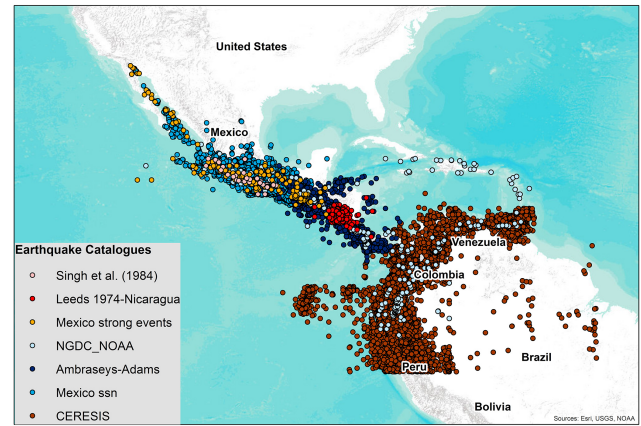 United States
Mexico
Venezuela
Colombia
Peru
Brazil
Bolivia
Earthquake Catalogues
Singh et al. (1984)
Leeds 1974-Nicaragua
Mexico strong events
NGDC_NOAA
Ambraseys-Adams
Mexico ssn
CERESIS
Sources: Esri, USGS, NOAA